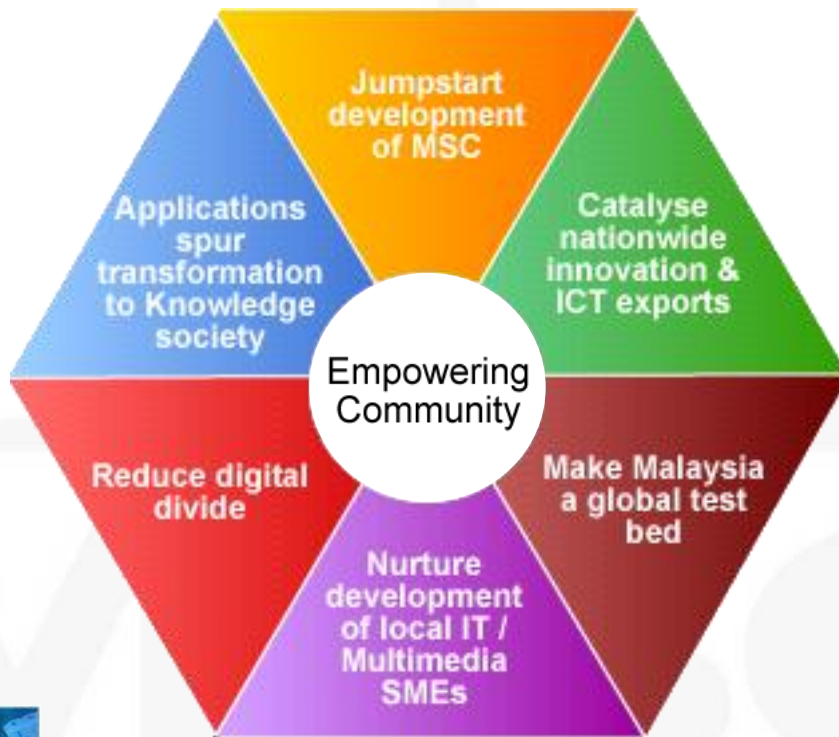 Jumpstart
development
of MSC
Applications
spur
transformation
to Knowledge
society
Catalyse
nationwide
innovation &
ICT exports
Empowering
Community
Reduce digital
divide
Make Malaysia
a global test
bed
Nurture
development
of local IT /
Multimedia
SMEs